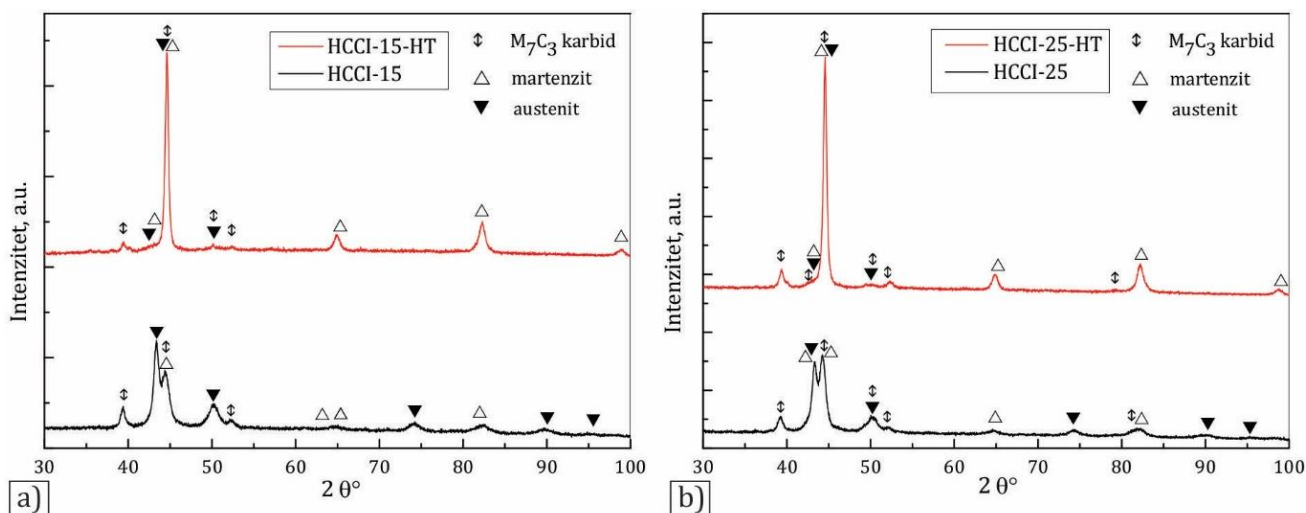 HCCI-15-HT
HCCI-15
M₇C₃ karbid
martenzit
austenit
Intenzitet, a.u.
30 40 50 60 70 80 90 100
2 θ°
a)
HCCI-25-HT
HCCI-25
M₇C₃ karbid
martenzit
austenit
Intenzitet, a.u.
30 40 50 60 70 80 90 100
2 θ°
b)